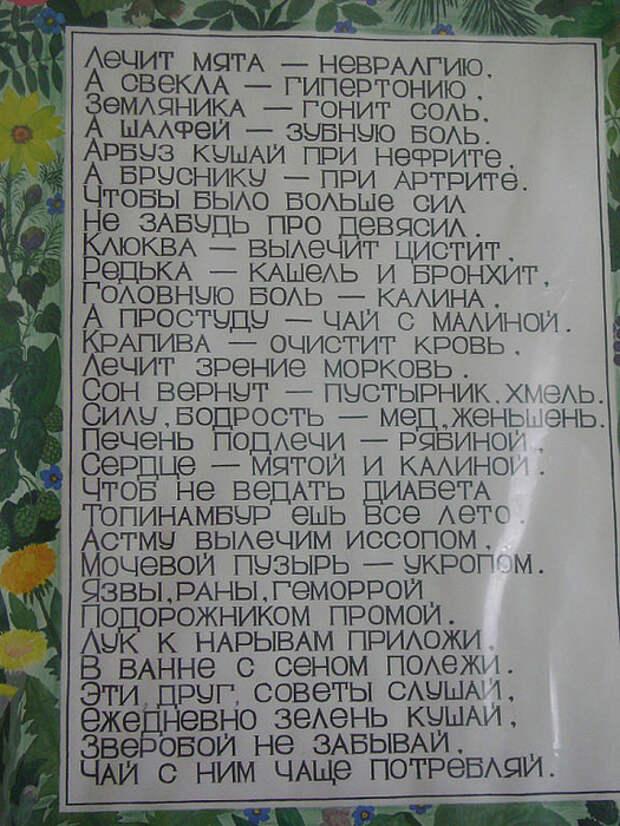 Лечит мята — невралгию,
А свекла — гипертонию,
Земляника — гонит соль,
А шалфей — зубную боль.
Арбуз кушай при нефрите,
А бруснику — при артрите.
Чтобы было больше сил
Не забудь про девясил.
Клюква — вылечит цистит,
Редька — кашель и бронхит,
Головную боль — калина,
А простуду — чай с малиной.
Крапива — очистит кровь,
Лечит зрение морковь.
Сон вернут — пустырник, хмель.
Силу, бодрость — мед, женьшень.
Печень подлечи — рябиной,
Сердце — мятой и калиной.
Чтоб не ведать диабета
Топинамбур ешь все лето.
Астму вылечим иссопом,
Мочевой пузырь — укропом.
Язвы, раны, геморрой
Подорожником промой.
Лук к нарывам приложи,
В ванне с сеном полежи.
Эти, друг, советы слушай,
Ежедневно зелень кушай,
Зверобой не забывай,
Чай с ним чаще потребляй.